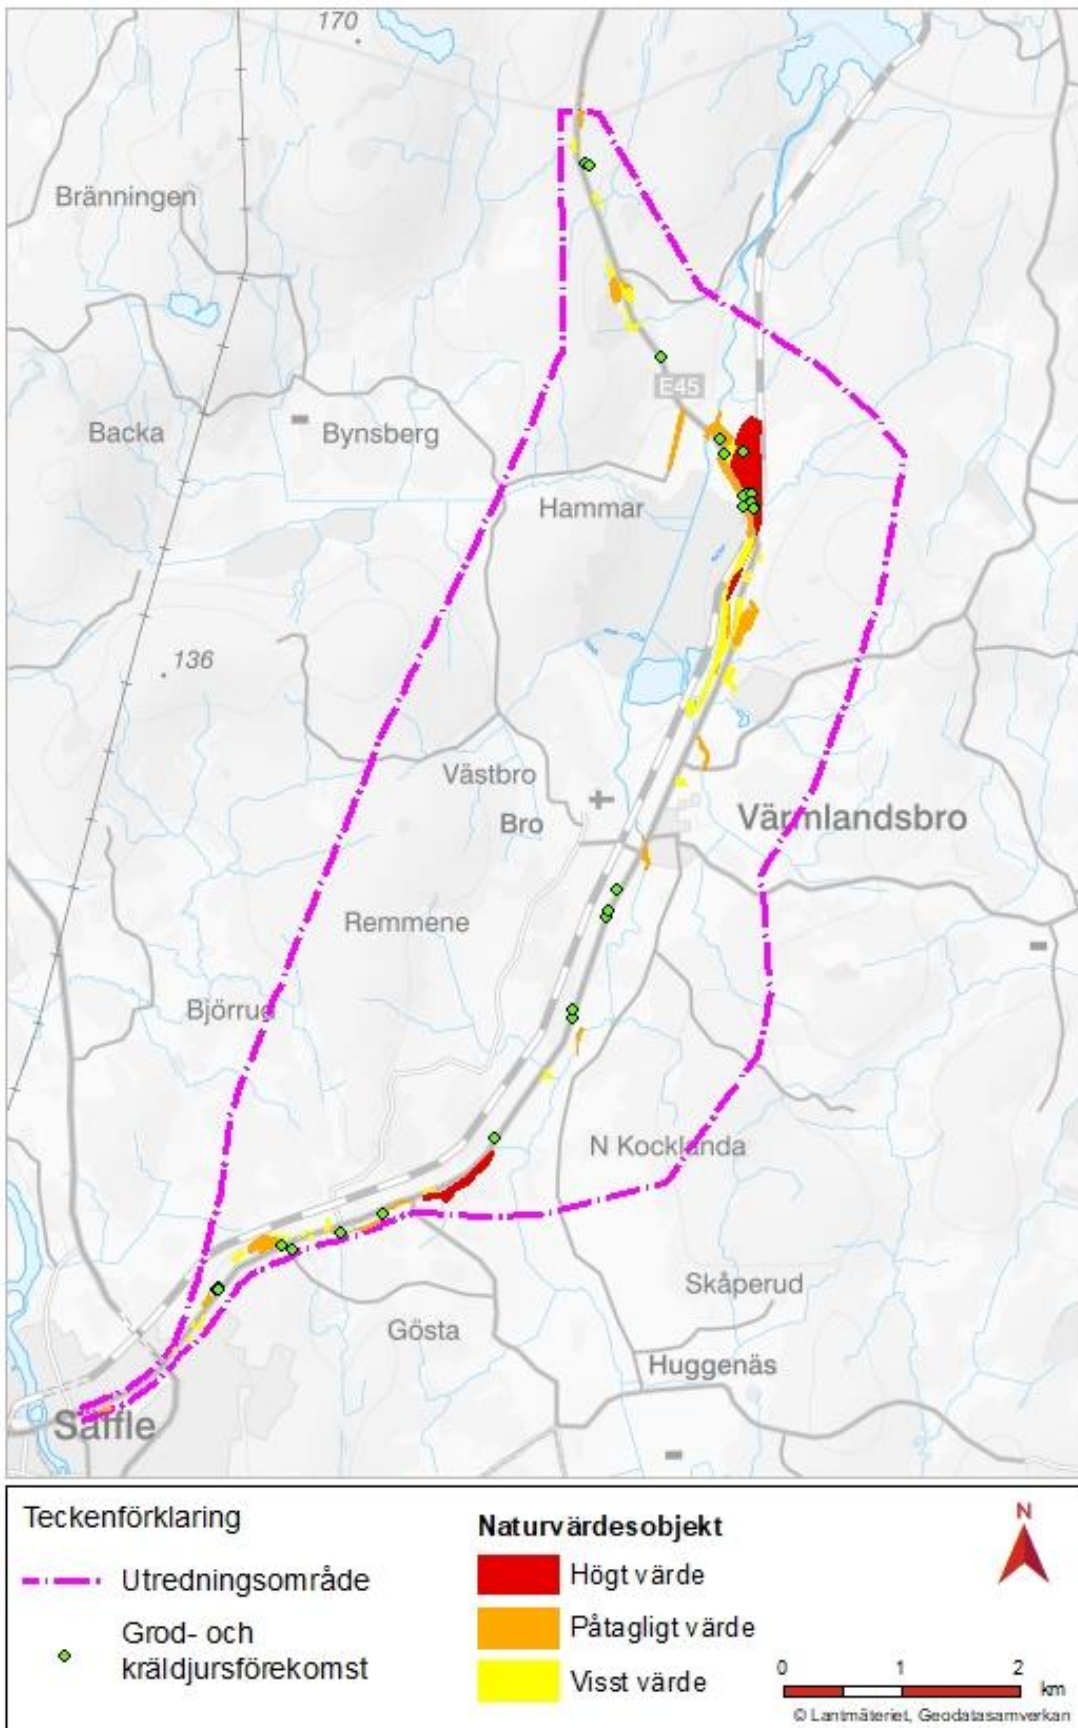 170
Bränningen
E45
Backa
Bynsberg
Hammar
136
Västbro
Bro
Värmlandsbro
Remmene
Björrud
N Kocklanda
Skåperud
Gösta
Huggenäs
Säffle
Teckenförklaring
Utredningsområde
Grod- och
kräldjursförekomst
Naturvärdesobjekt
Högt värde
Påtagligt värde
Visst värde
N
0 1 2
km
© Lantmäteriet, Geodatasamverkan